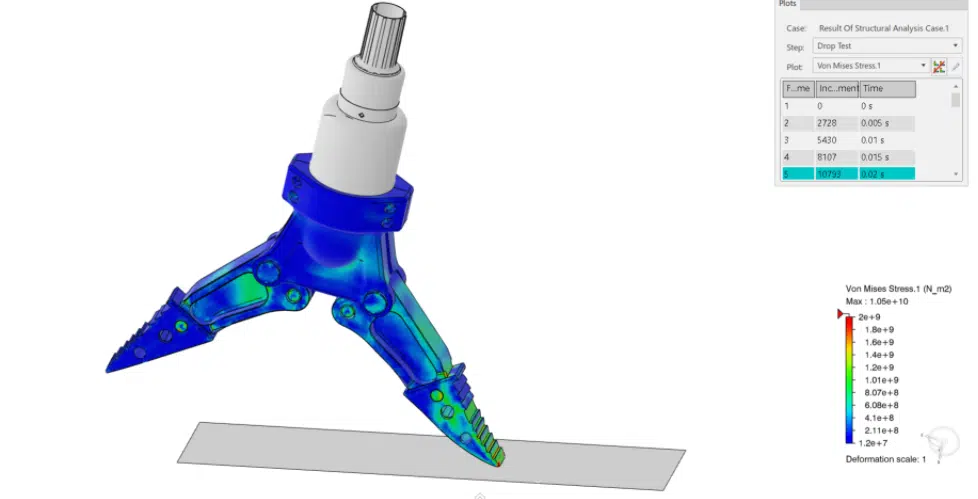 Plots
Case: Result Of Structural Analysis Case.1
Step: Drop Test
Plot: Von Mises Stress.1
F...me Inc...ment Time
1 0 0 s
2 2728 0.005 s
3 5430 0.01 s
4 8107 0.015 s
5 10793 0.02 s
Von Mises Stress.1 (N_m2)
Max : 1.05e+10
2e+9
1.8e+9
1.6e+9
1.4e+9
1.2e+9
1.01e+9
8.07e+8
6.08e+8
4.1e+8
2.11e+8
1.2e+7
Deformation scale: 1